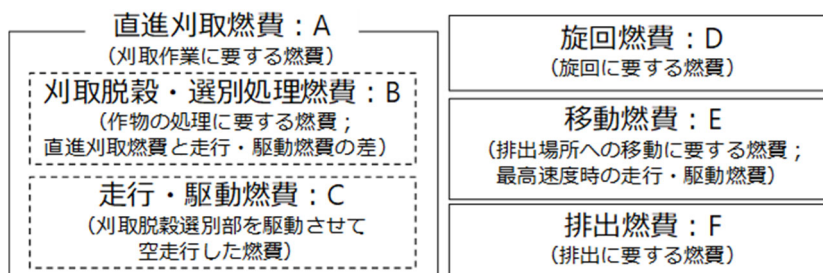 直進刈取燃費：A
(刈取作業に要する燃費)
刈取脱穀・選別処理燃費：B
(作物の処理に要する燃費；
直進刈取燃費と走行・駆動燃費の差)
走行・駆動燃費：C
(刈取脱穀選別部を駆動させて
空走行した燃費)
旋回燃費：D
(旋回に要する燃費)
移動燃費：E
(排出場所への移動に要する燃費；
最高速度時の走行・駆動燃費)
排出燃費：F
(排出に要する燃費)